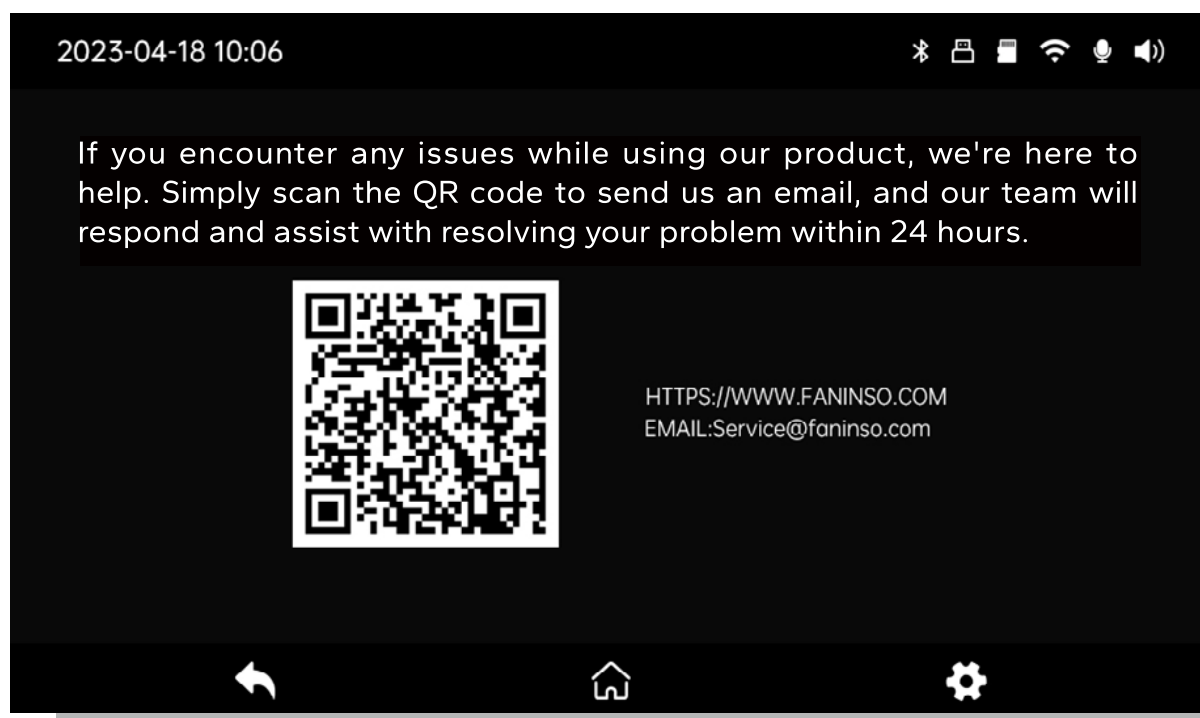 2023-04-18 10:06
If you encounter any issues while using our product, we're here to
help. Simply scan the QR code to send us an email, and our team will
respond and assist with resolving your problem within 24 hours.
HTTPS://WWW.FANINSO.COM
EMAIL:Service@faninso.com